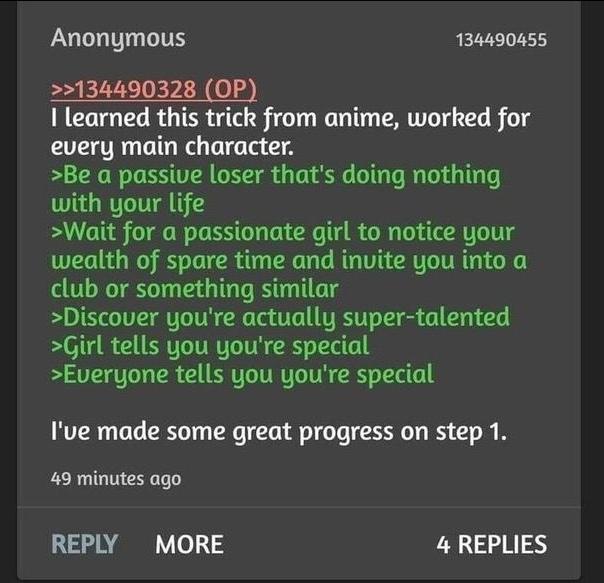 Anonymous 134490455
>>134490328 (OP)
I learned this trick from anime, worked for
every main character.
>Be a passive loser that's doing nothing
with your life
>Wait for a passionate girl to notice your
wealth of spare time and invite you into a
club or something similar
>Discover you're actually super-talented
>Girl tells you you're special
>Everyone tells you you're special
I've made some great progress on step 1.
49 minutes ago
REPLY MORE 4 REPLIES